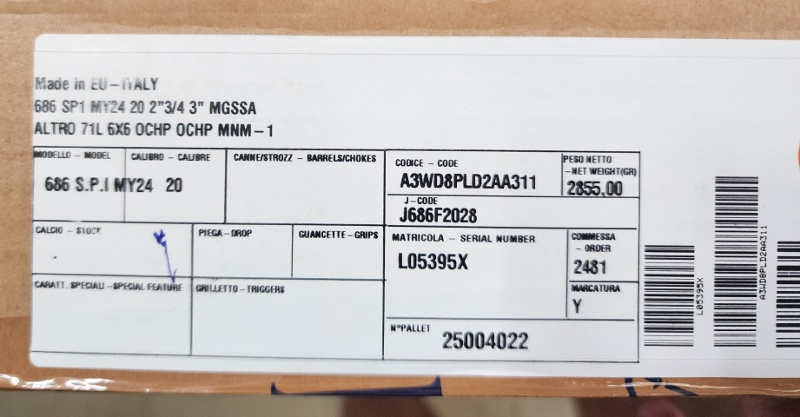 Made in EU-ITALY
686 SP1 MY24 20 2"3/4 3" MGSSA
ALTRO 71L 6X6 OCHP OCHP MNM-1
MODELLO - MODEL
686 S.P.I MY24
CALIBRO - CALIBRE
20
CANNE/STROZZ - BARRELS/CHOKES
CODICE - CODE
A3WD8PLD2AA311
PESO NETTO
-NET WEIGHT(GR)
2855,00
J-CODE
J686F2028
CALCIO - STOCK
PIEGA-DROP
GUANCETTE-GRIPS
MATRICOLA - SERIAL NUMBER
L05395X
COMMESSA
- ORDER
2481
MARCATURA
Y
CARATT. SPECIALI-SPECIAL FEATURE
GRILLETTO-TRIGGERS
N°PALLET
25004022
L05395X
A3WD8PLD2AA311